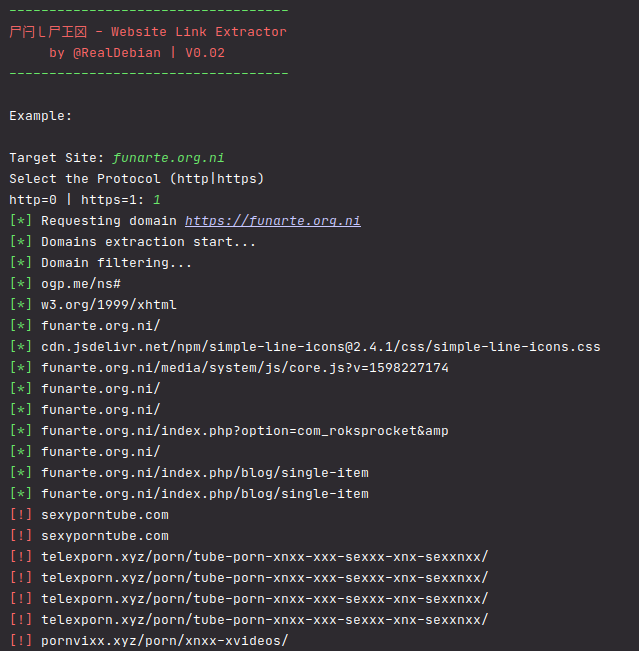 -----------------------------------
尸闩㇄尸㠪龱 - Website Link Extractor
by @RealDebian | V0.02
-----------------------------------
Example:
Target Site: funarte.org.ni
Select the Protocol (http|https)
http=0 | https=1: 1
[*] Requesting domain https://funarte.org.ni
[*] Domains extraction start...
[*] Domain filtering...
[*] ogp.me/ns#
[*] w3.org/1999/xhtml
[*] funarte.org.ni/
[*] cdn.jsdelivr.net/npm/simple-line-icons@2.4.1/css/simple-line-icons.css
[*] funarte.org.ni/media/system/js/core.js?v=1598227174
[*] funarte.org.ni/
[*] funarte.org.ni/
[*] funarte.org.ni/index.php?option=com_roksprocket&amp
[*] funarte.org.ni/
[*] funarte.org.ni/index.php/blog/single-item
[*] funarte.org.ni/index.php/blog/single-item
[!] sexyporntube.com
[!] sexyporntube.com
[!] telexporn.xyz/porn/tube-porn-xnxx-xxx-sexxx-xnx-sexxnxx/
[!] telexporn.xyz/porn/tube-porn-xnxx-xxx-sexxx-xnx-sexxnxx/
[!] telexporn.xyz/porn/tube-porn-xnxx-xxx-sexxx-xnx-sexxnxx/
[!] telexporn.xyz/porn/tube-porn-xnxx-xxx-sexxx-xnx-sexxnxx/
[!] pornvixx.xyz/porn/xnxx-xvideos/